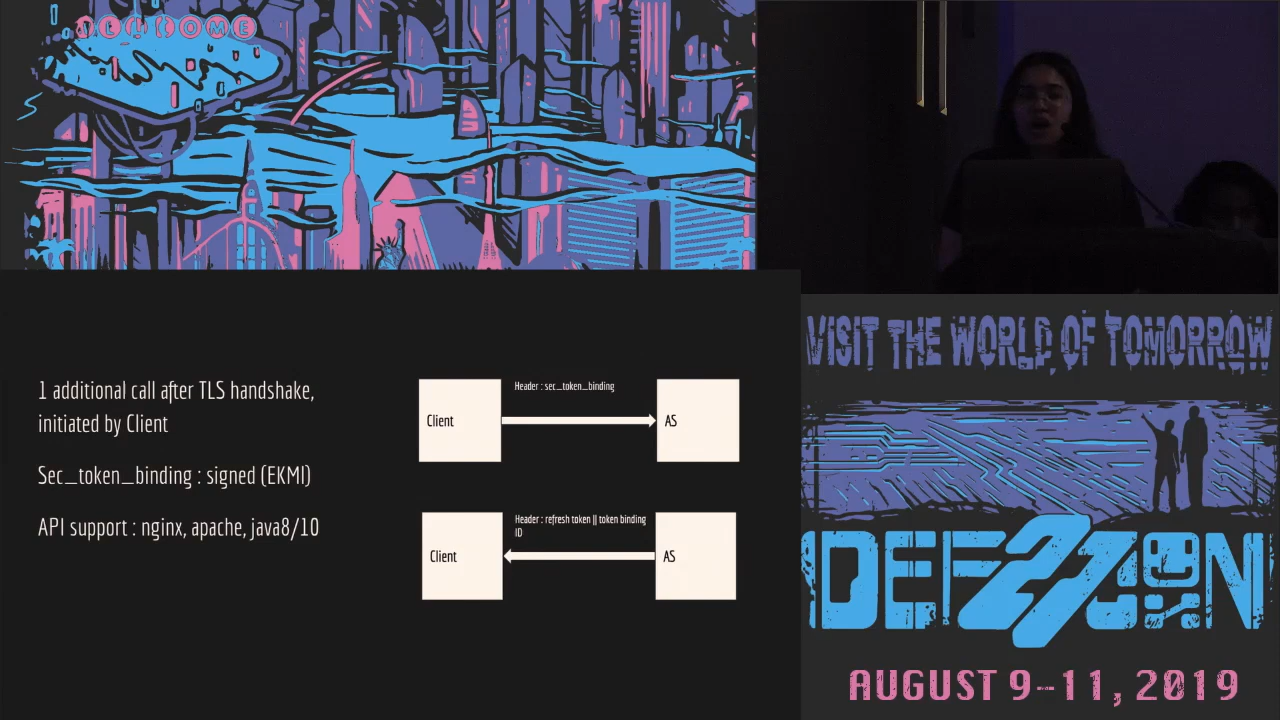 WELCOME
1 additional call after TLS handshake,
initiated by Client
Sec_token_binding : signed (EKMI)
API support : nginx, apache, java8/10
Header : sec_token_binding
Client
AS
Header : refresh token || token binding
ID
Client
AS
VISIT THE WORLD OF TOMORROW
DEF27CON
AUGUST 9-11, 2019